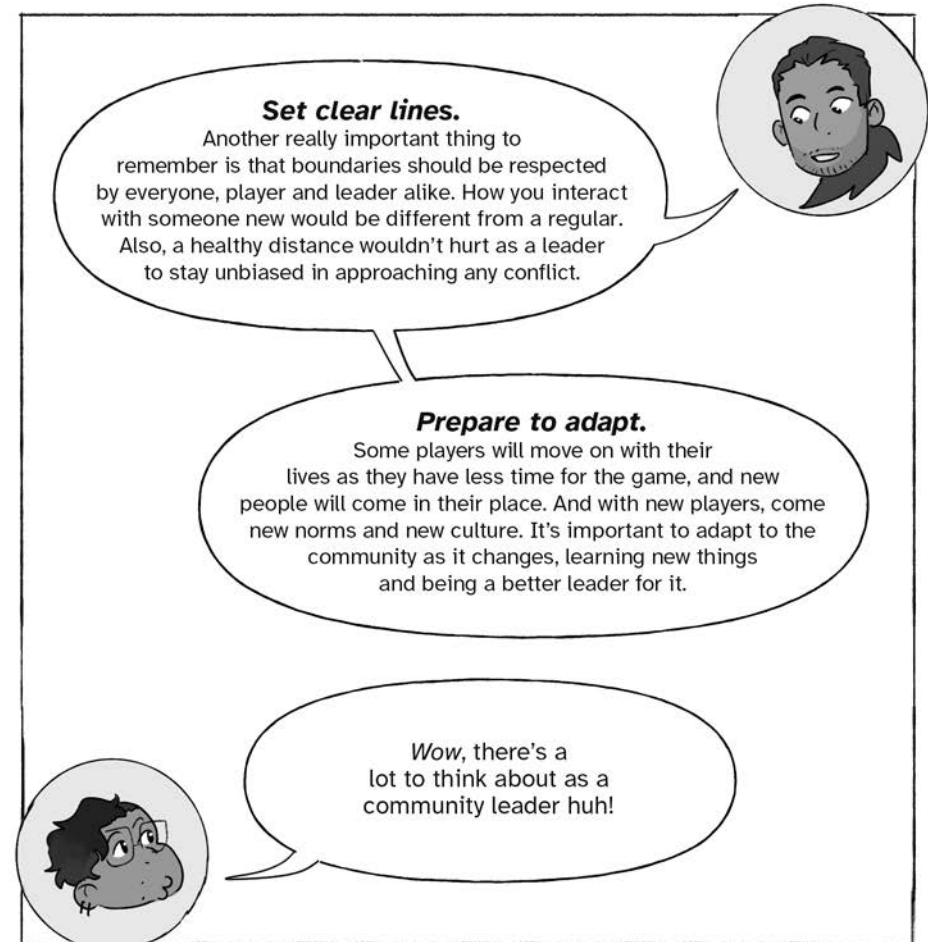 Set clear lines.
Another really important thing to
remember is that boundaries should be respected
by everyone, player and leader alike. How you interact
with someone new would be different from a regular.
Also, a healthy distance wouldn’t hurt as a leader
to stay unbiased in approaching any conflict.
Prepare to adapt.
Some players will move on with their
lives as they have less time for the game, and new
people will come in their place. And with new players, come
new norms and new culture. It’s important to adapt to the
community as it changes, learning new things
and being a better leader for it.
Wow, there’s a
lot to think about as a
community leader huh!